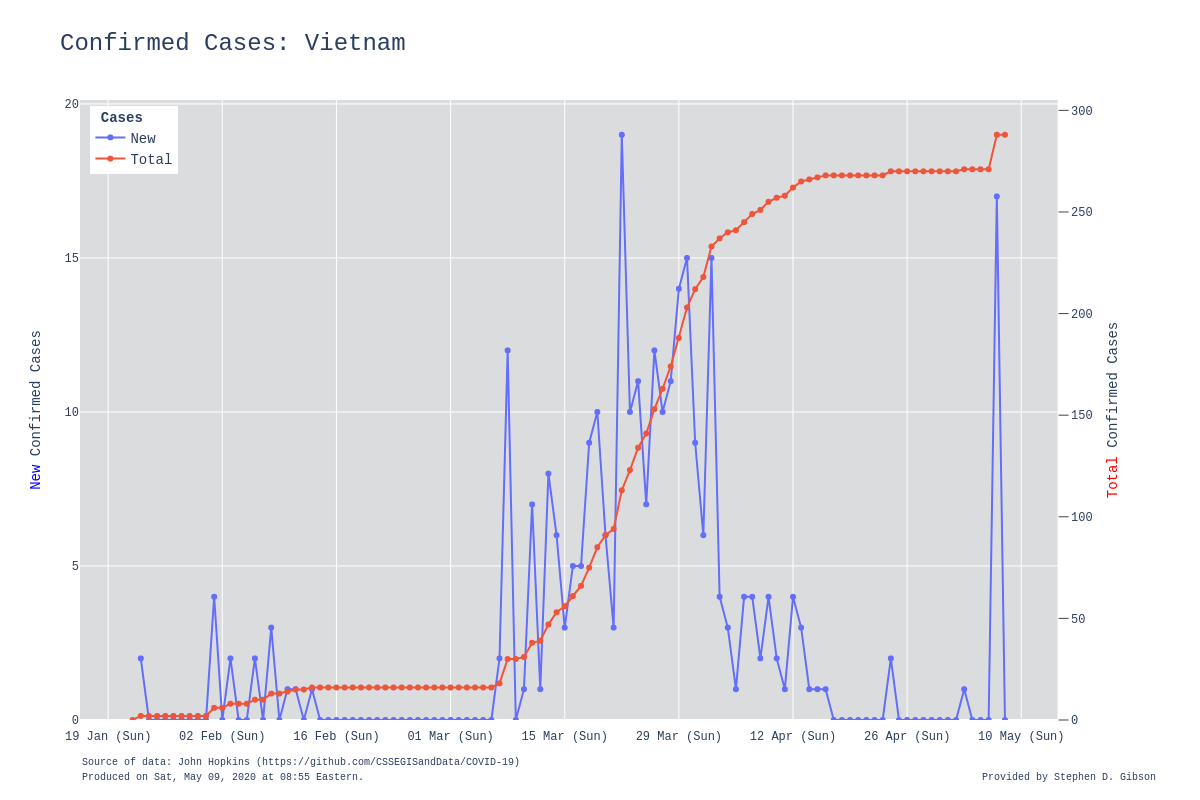 Confirmed Cases: Vietnam
Cases
New
Total
20
15
10
5
0
300
250
200
150
100
50
0
New Confirmed Cases
Total Confirmed Cases
19 Jan (Sun) 02 Feb (Sun) 16 Feb (Sun) 01 Mar (Sun) 15 Mar (Sun) 29 Mar (Sun) 12 Apr (Sun) 26 Apr (Sun) 10 May (Sun)
Source of data: John Hopkins (https://github.com/CSSEGISandData/COVID-19)
Produced on Sat, May 09, 2020 at 08:55 Eastern.
Provided by Stephen D. Gibson